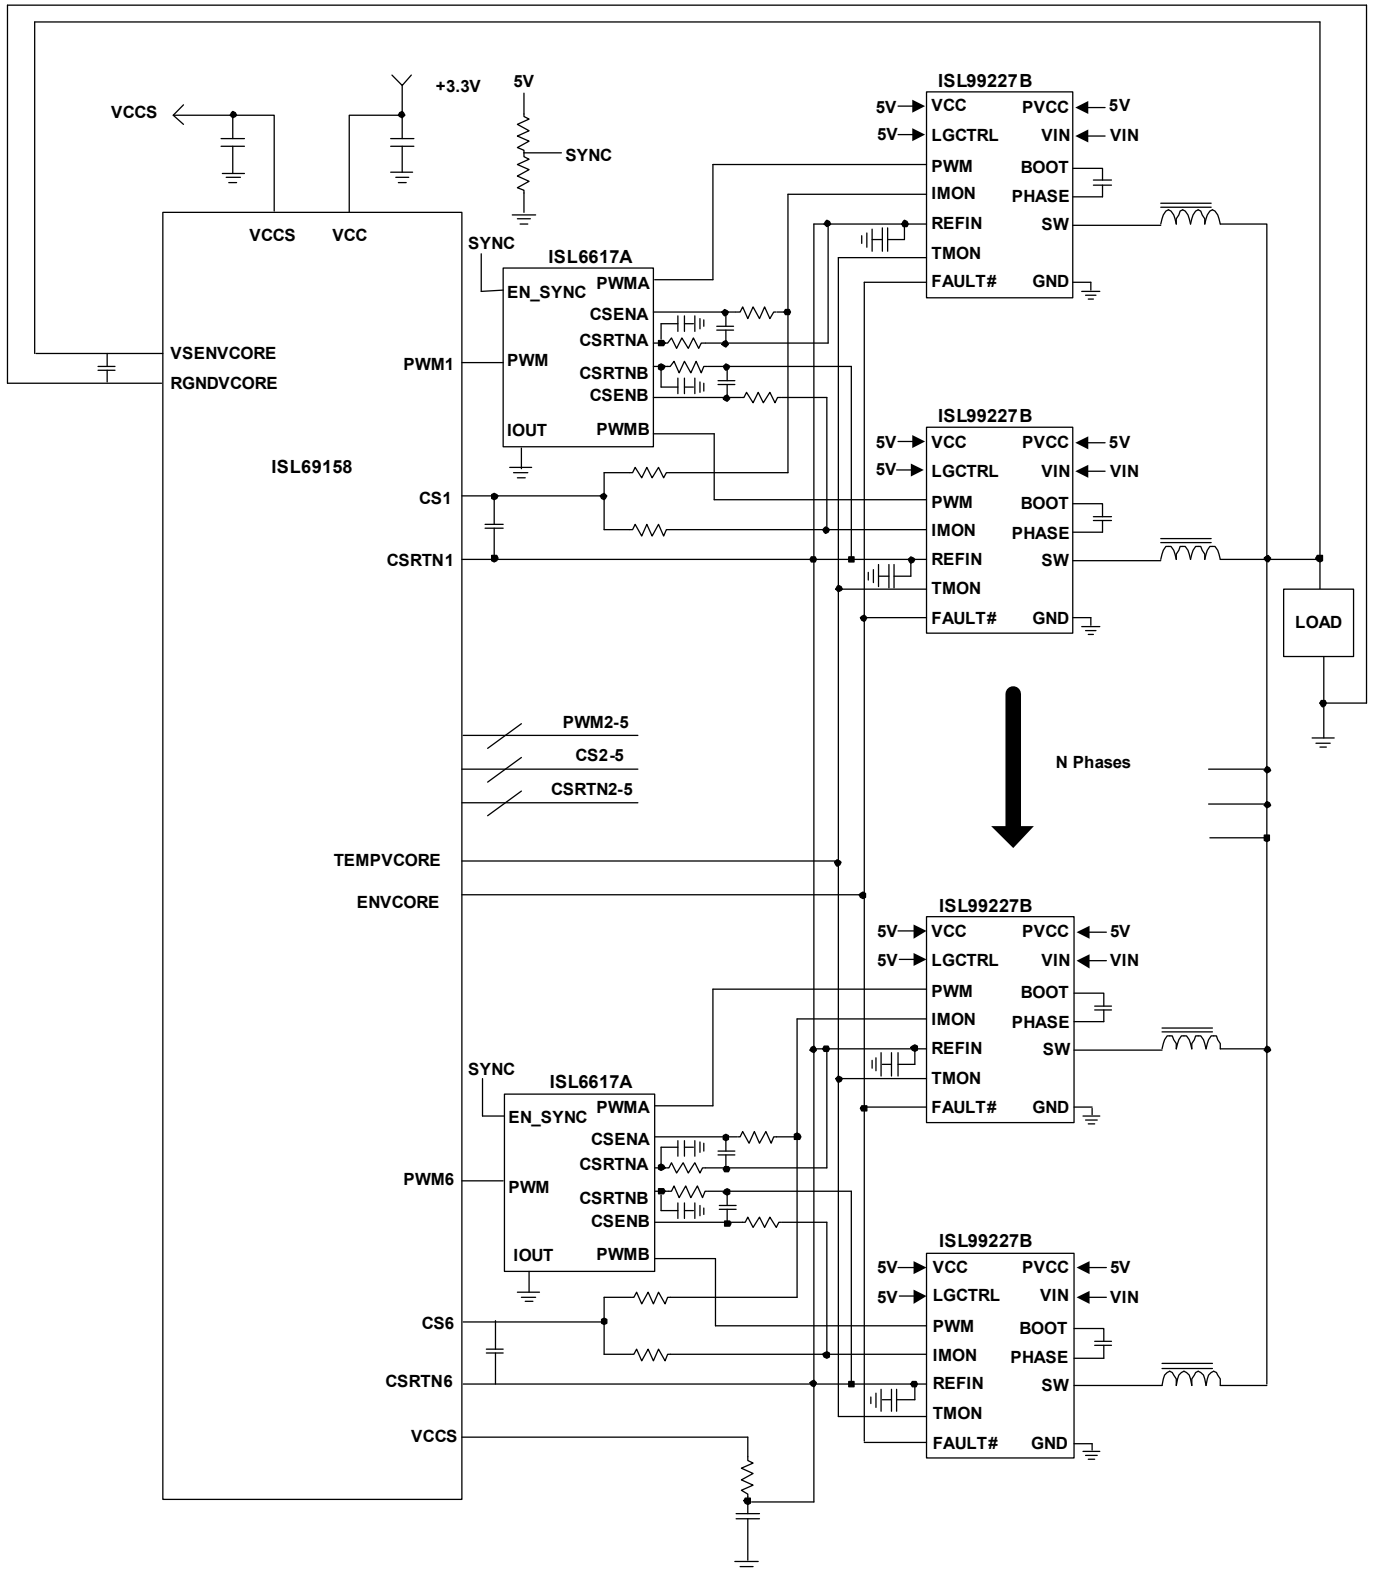 +3.3V
5V
VCCS
SYNC
VCCS VCC
VSENVCORE
RGNDVCORE
ISL69158
PWM1
CS1
CSRTN1
PWM2-5
CS2-5
CSRTN2-5
TEMPVCORE
ENVCORE
PWM6
CS6
CSRTN6
VCCS
SYNC
ISL6617A
EN_SYNC
PWM
IOUT
PWMA
CSENA
CSRTNA
CSRTNB
CSENB
PWMB
ISL99227B
5V VCC PVCC 5V
5V LGCTRL VIN VIN
PWM BOOT
IMON PHASE
REFIN SW
TMON
FAULT# GND
ISL99227B
5V VCC PVCC 5V
5V LGCTRL VIN VIN
PWM BOOT
IMON PHASE
REFIN SW
TMON
FAULT# GND
LOAD
N Phases
SYNC
ISL6617A
EN_SYNC
PWM
IOUT
PWMA
CSENA
CSRTNA
CSRTNB
CSENB
PWMB
ISL99227B
5V VCC PVCC 5V
5V LGCTRL VIN VIN
PWM BOOT
IMON PHASE
REFIN SW
TMON
FAULT# GND
ISL99227B
5V VCC PVCC 5V
5V LGCTRL VIN VIN
PWM BOOT
IMON PHASE
REFIN SW
TMON
FAULT# GND